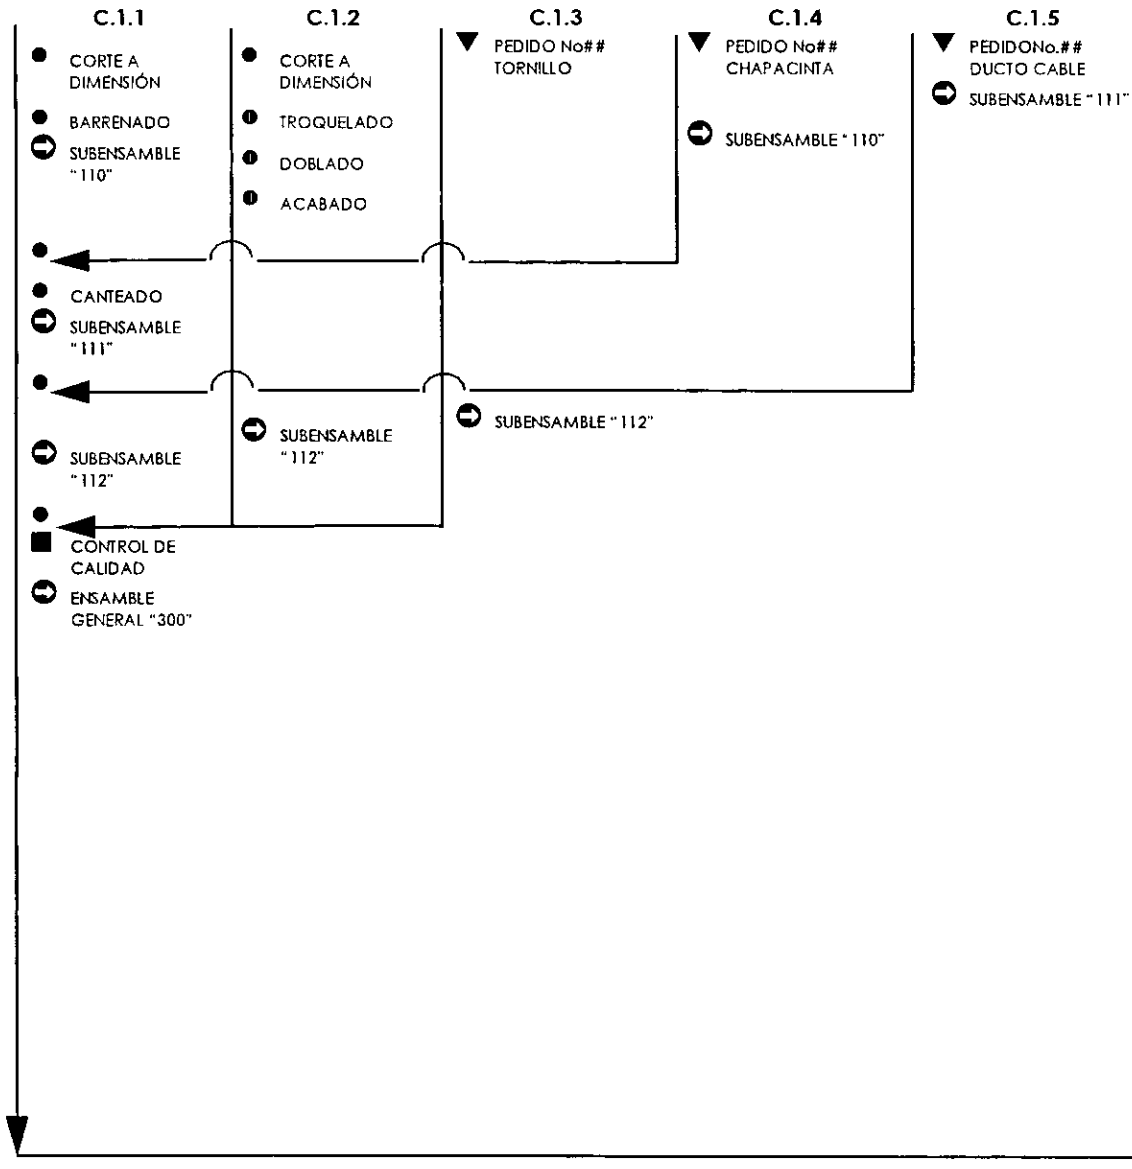 C.1.1
CORTE A
DIMENSIÓN
BARRENADO
SUBENSAMBLE
"110"
CANTEADO
SUBENSAMBLE
"111"
SUBENSAMBLE
"112"
CONTROL DE
CALIDAD
ENSAMBLE
GENERAL "300"
C.1.2
CORTE A
DIMENSIÓN
TROQUELADO
DOBLADO
ACABADO
SUBENSAMBLE
"112"
C.1.3
PEDIDO No##
TORNILLO
SUBENSAMBLE "112"
C.1.4
PEDIDO No##
CHAPACINTA
SUBENSAMBLE "110"
C.1.5
PEDIDONo.##
DUCTO CABLE
SUBENSAMBLE "111"